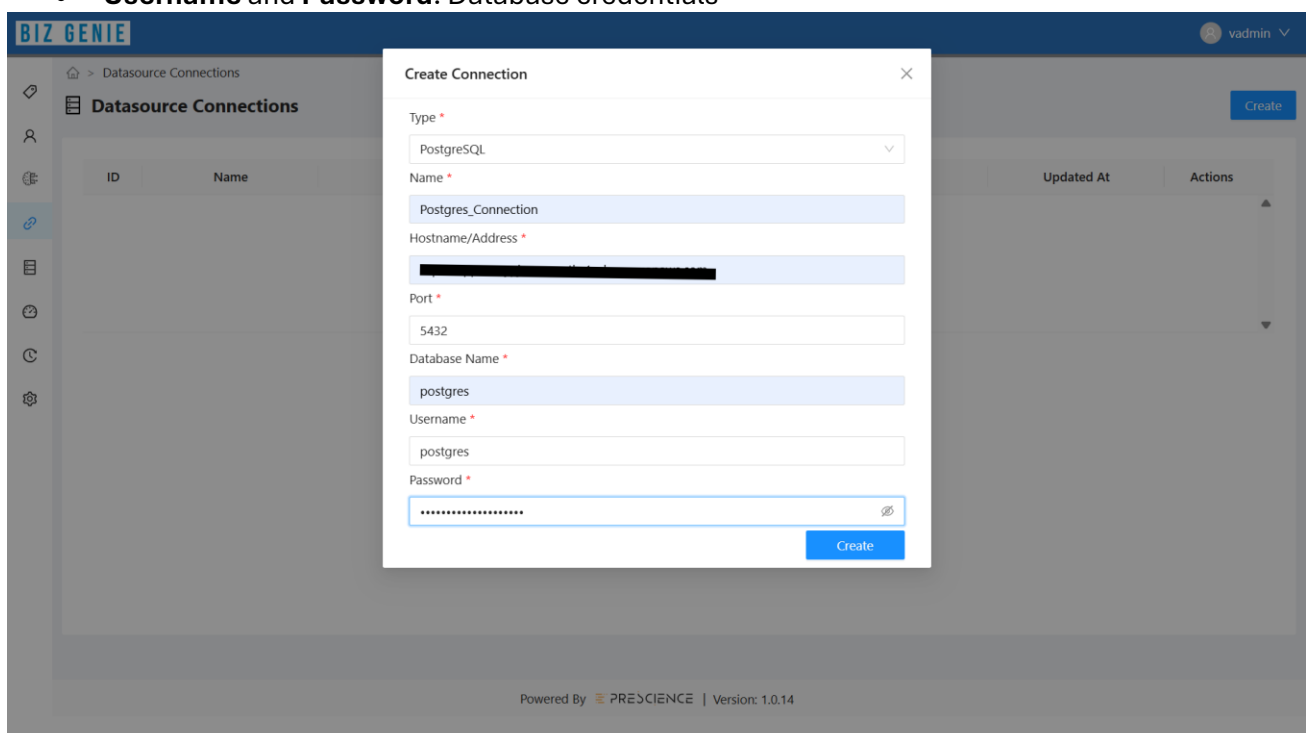 • Username and Password: Database credentials
BIZ GENIE
vadmin
> Datasource Connections
Datasource Connections
Create
ID Name Updated At Actions
Create Connection
Type *
PostgreSQL
Name *
Postgres_Connection
Hostname/Address *
Port *
5432
Database Name *
postgres
Username *
postgres
Password *
••••••••••••••••••••
Create
Powered By PRESCIENCE | Version: 1.0.14